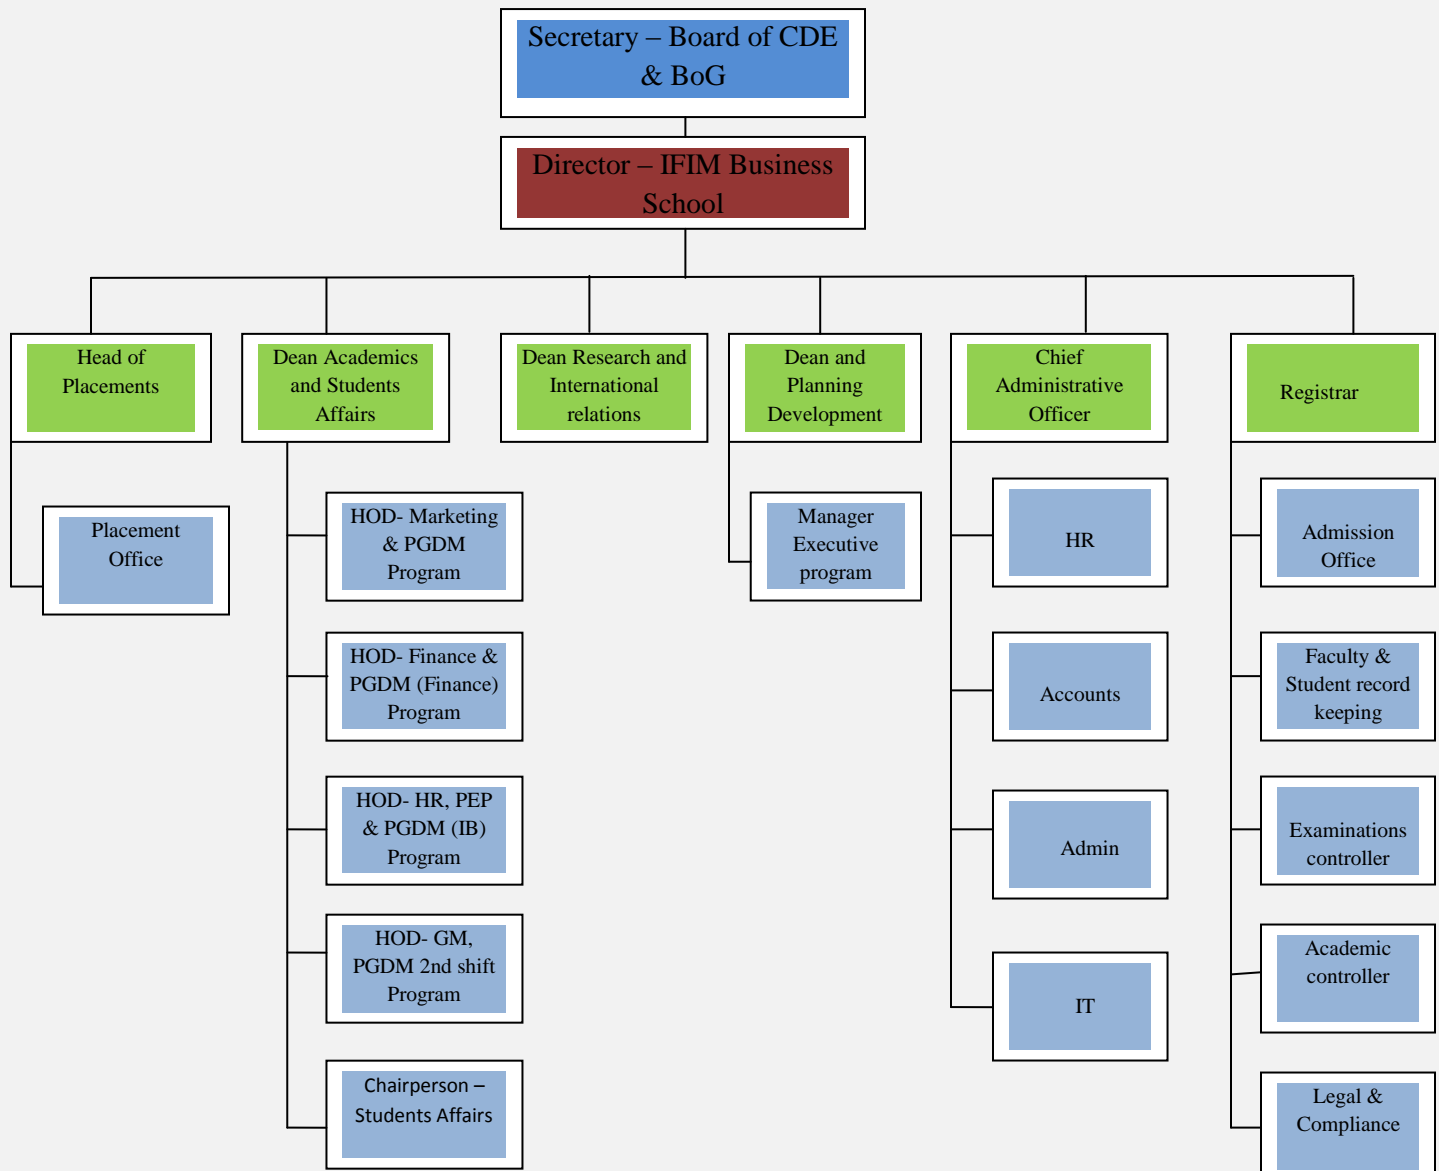 Secretary – Board of CDE
& BoG
Director – IFIM Business
School
Head of
Placements
Dean Academics
and Students
Affairs
Dean Research and
International
relations
Dean and
Planning
Development
Chief
Administrative
Officer
Registrar
Placement
Office
HOD- Marketing
& PGDM
Program
HOD- Finance &
PGDM (Finance)
Program
HOD- HR, PEP
& PGDM (IB)
Program
HOD- GM,
PGDM 2nd shift
Program
Chairperson –
Students Affairs
Manager
Executive
program
HR
Accounts
Admin
IT
Admission
Office
Faculty &
Student record
keeping
Examinations
controller
Academic
controller
Legal &
Compliance